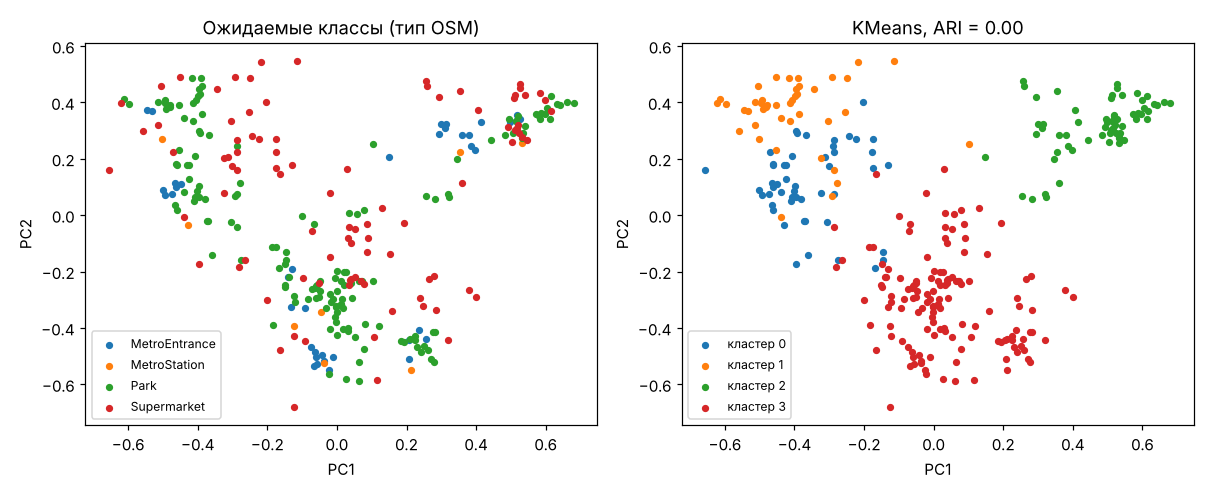 Ожидаемые классы (тип OSM)
0.6
0.4
0.2
0.0
−0.2
−0.4
−0.6
PC2
MetroEntrance
MetroStation
Park
Supermarket
−0.6
−0.4
−0.2
0.0
0.2
0.4
0.6
PC1
KMeans, ARI = 0.00
0.6
0.4
0.2
0.0
−0.2
−0.4
−0.6
PC2
кластер 0
кластер 1
кластер 2
кластер 3
−0.6
−0.4
−0.2
0.0
0.2
0.4
0.6
PC1